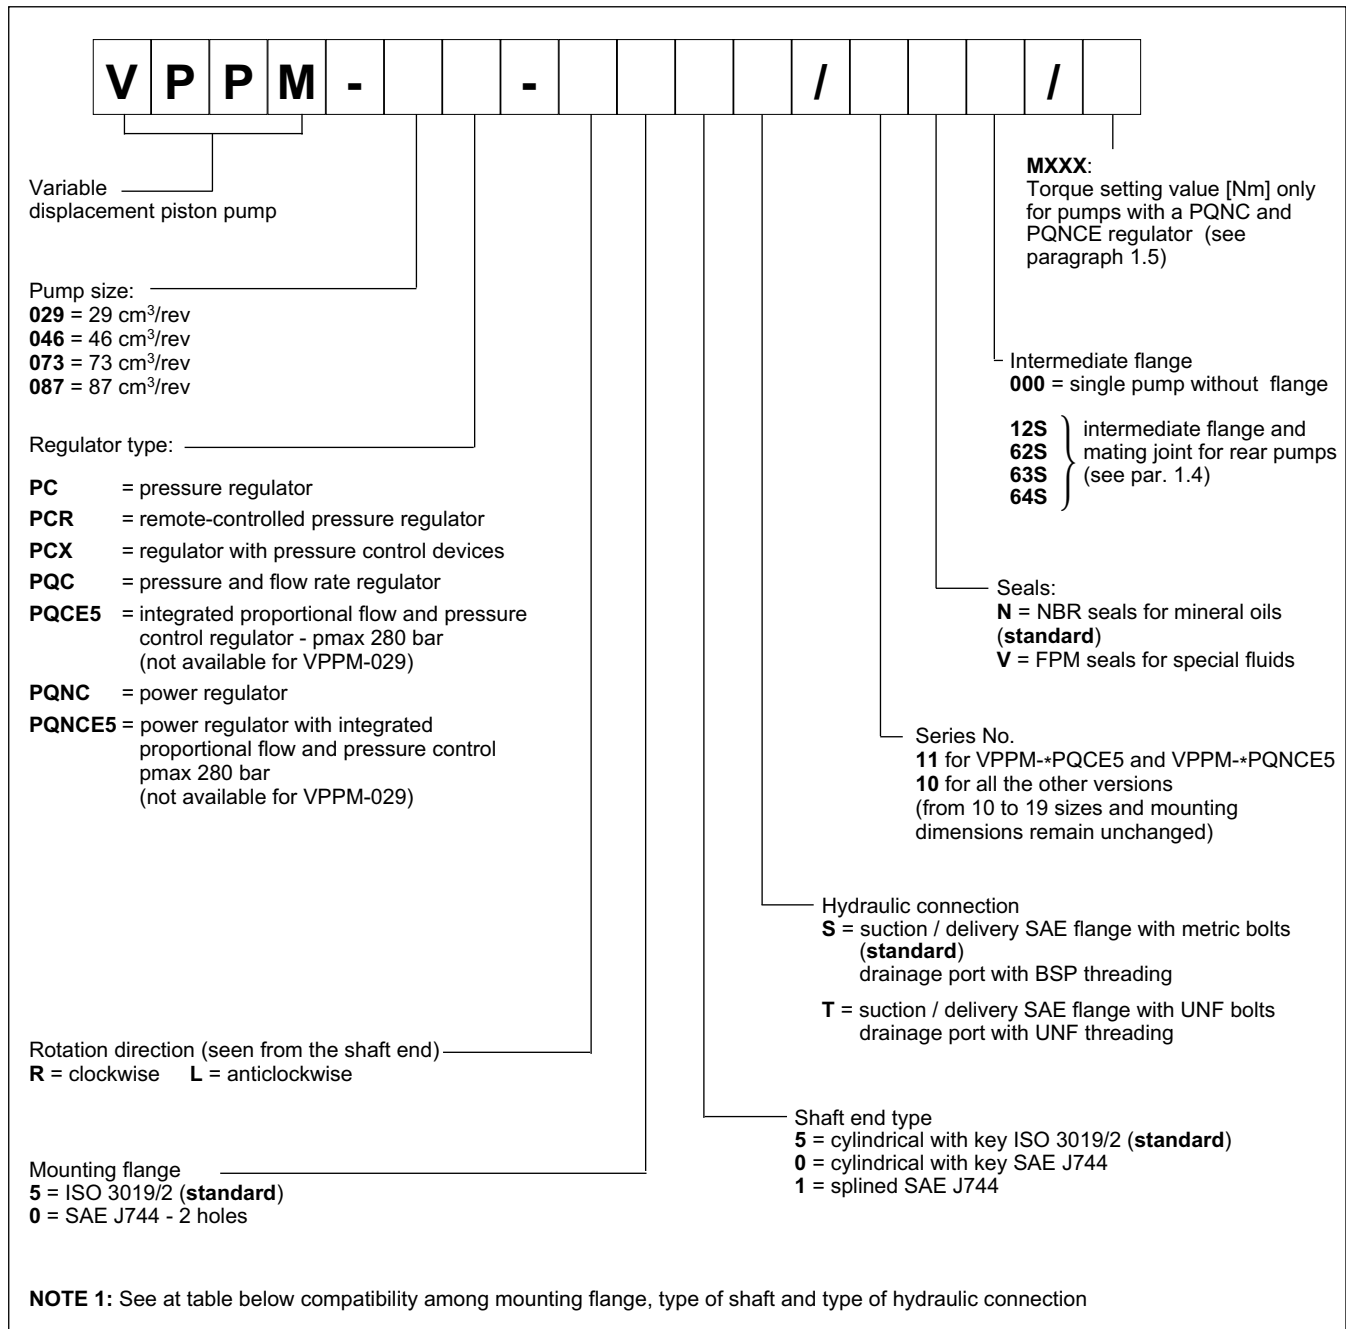 V P P M - - / /
Variable
displacement piston pump
Pump size:
029 = 29 cm³/rev
046 = 46 cm³/rev
073 = 73 cm³/rev
087 = 87 cm³/rev
Regulator type:
PC = pressure regulator
PCR = remote-controlled pressure regulator
PCX = regulator with pressure control devices
PQC = pressure and flow rate regulator
PQCE5 = integrated proportional flow and pressure
control regulator - pmax 280 bar
(not available for VPPM-029)
PQNC = power regulator
PQNCE5 = power regulator with integrated
proportional flow and pressure control
pmax 280 bar
(not available for VPPM-029)
Rotation direction (seen from the shaft end)
R = clockwise L = anticlockwise
Mounting flange
5 = ISO 3019/2 (standard)
0 = SAE J744 - 2 holes
MXXX:
Torque setting value [Nm] only
for pumps with a PQNC and
PQNCE regulator (see
paragraph 1.5)
Intermediate flange
000 = single pump without flange
12S
62S
63S
64S
intermediate flange and
mating joint for rear pumps
(see par. 1.4)
Seals:
N = NBR seals for mineral oils
(standard)
V = FPM seals for special fluids
Series No.
11 for VPPM-*PQCE5 and VPPM-*PQNCE5
10 for all the other versions
(from 10 to 19 sizes and mounting
dimensions remain unchanged)
Hydraulic connection
S = suction / delivery SAE flange with metric bolts
(standard)
drainage port with BSP threading
T = suction / delivery SAE flange with UNF bolts
drainage port with UNF threading
Shaft end type
5 = cylindrical with key ISO 3019/2 (standard)
0 = cylindrical with key SAE J744
1 = splined SAE J744
NOTE 1: See at table below compatibility among mounting flange, type of shaft and type of hydraulic connection